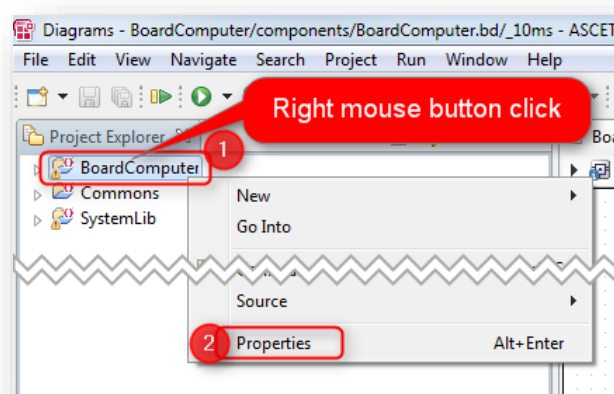 Diagrams - BoardComputer/components/BoardComputer.bd/_10ms - ASCET
File Edit View Navigate Search Project Run Window Help
Right mouse button click
Project Explorer
Boa
1
BoardComputer
Commons
SystemLib
New
Go Into
Source
2 Properties Alt+Enter